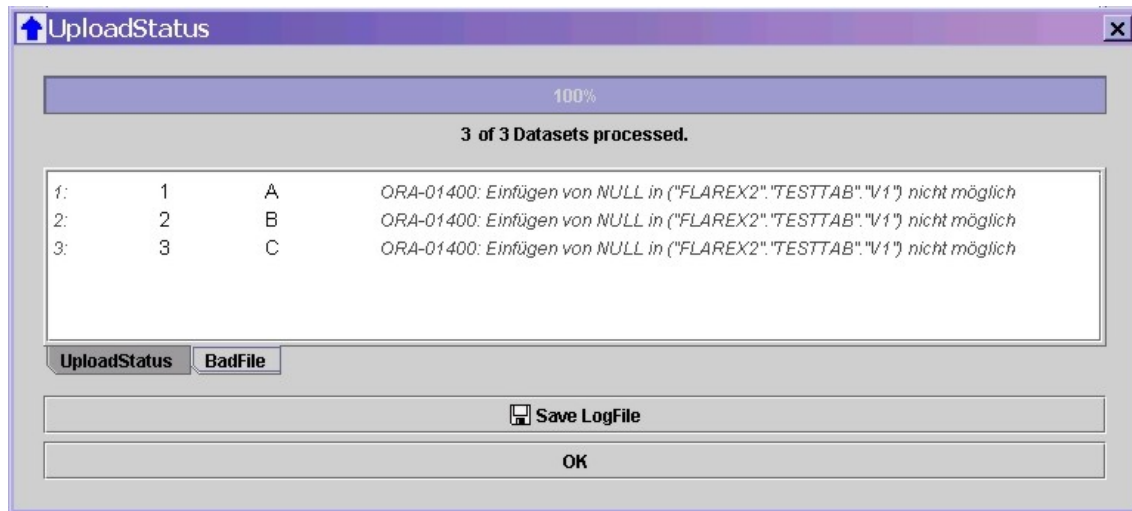 UploadStatus
100%
3 of 3 Datasets processed.
1: 1 A ORA-01400: Einfügen von NULL in ("FLAREX2"."TESTTAB"."V1") nicht möglich
2: 2 B ORA-01400: Einfügen von NULL in ("FLAREX2"."TESTTAB"."V1") nicht möglich
3: 3 C ORA-01400: Einfügen von NULL in ("FLAREX2"."TESTTAB"."V1") nicht möglich
UploadStatus BadFile
Save LogFile
OK